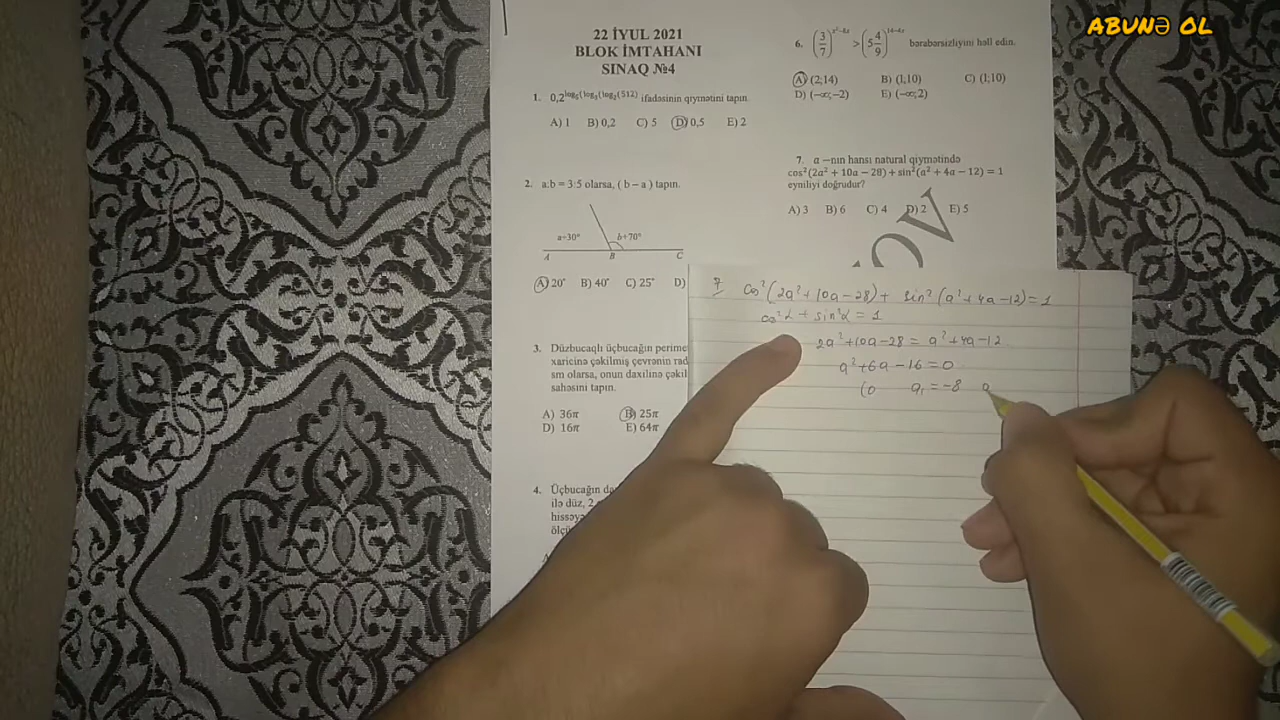 ABUNƏ OL
22 İYUL 2021
BLOK İMTAHANI
SINAQ №4
1. 0,2^log₅(log₃(log₂(512) ifadəsinin qiymətini tapın.
A) 1 B) 0,2 C) 5 D) 0,5 E) 2
2. a:b = 3:5 olarsa, ( b – a ) tapın.
a-30° b+70°
A B C
A) 20° B) 40° C) 25° D)
3. Düzbucaqlı üçbucağın perime
xaricinə çəkilmiş çevrənin rad
sm olarsa, onun daxilinə çəkil
sahəsini tapın.
A) 36π B) 25π
D) 16π E) 64π
4. Üçbucağın
ilə düz, 2
hissəyə
6. (3/7)^ > (5 4/9)^ bərabərsizliyini həll edin.
A) (2;14) B) (1;10) C) (1;10)
D) (–∞;–2) E) (–∞;2)
7. a –nın hansı natural qiymətində
cos²(2a² + 10a – 28) + sin²(a² + 4a – 12) = 1
eyniliyi doğrudur?
A) 3 B) 6 C) 4 D) 2 E) 5
OV
7 cos²(2a²+10a-28)+ sin²(a²+4a-12)=1
cos²α + sin²α = 1
2a²+10a-28 = a²+4a-12
a²+6a-16=0
a₁ = -8 a